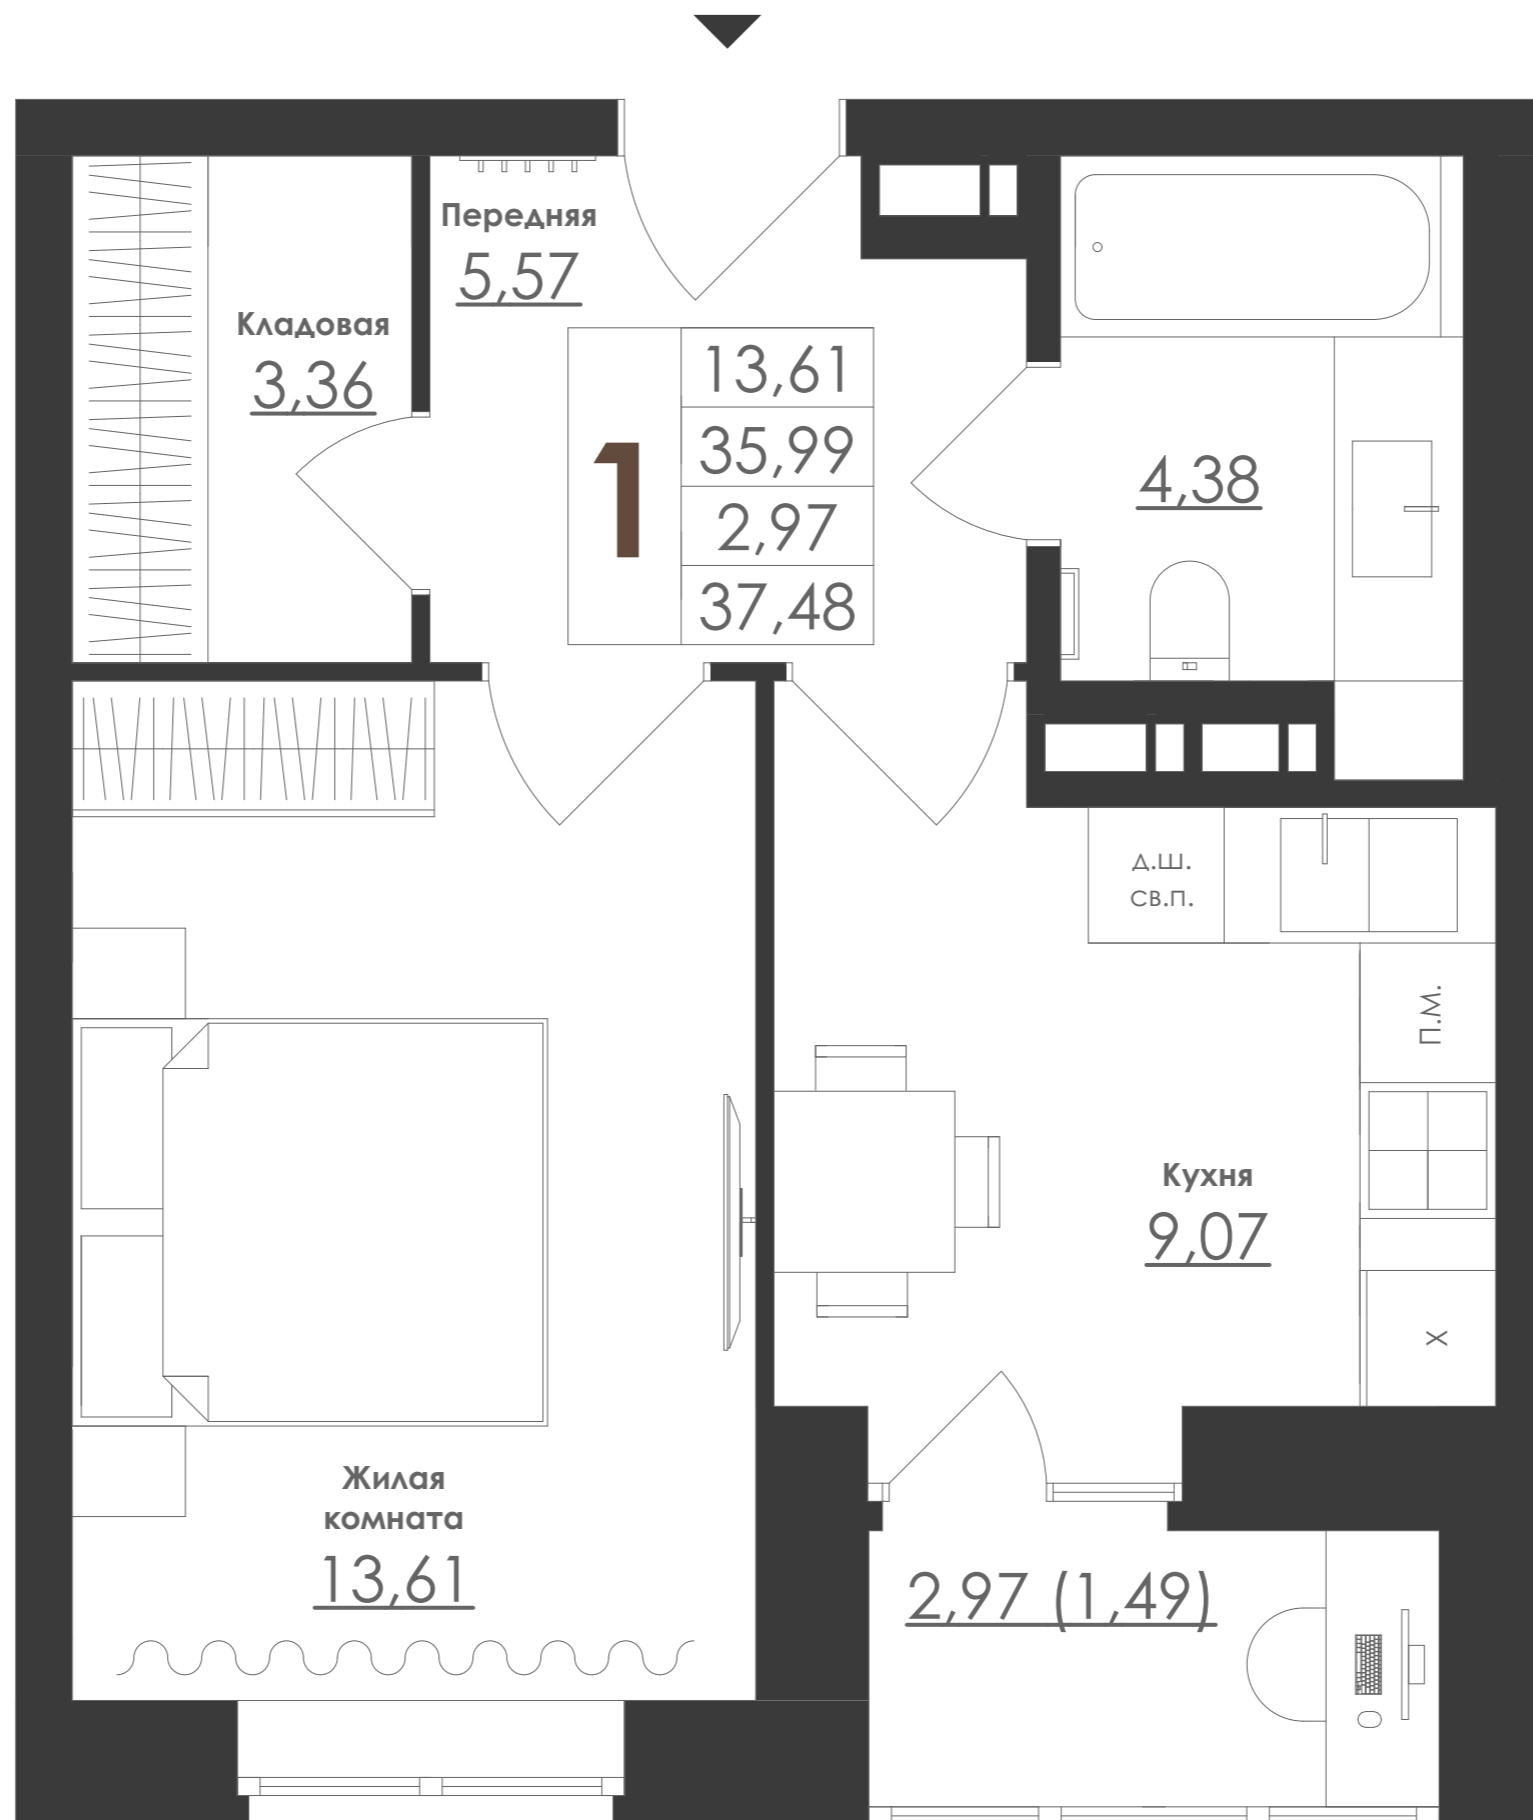 Передняя
5,57
Кладовая
3,36
1
13,61
35,99
2,97
37,48
4,38
Д.Ш.
СВ.П.
П.М.
Кухня
9,07
Х
Жилая
комната
13,61
2,97 (1,49)